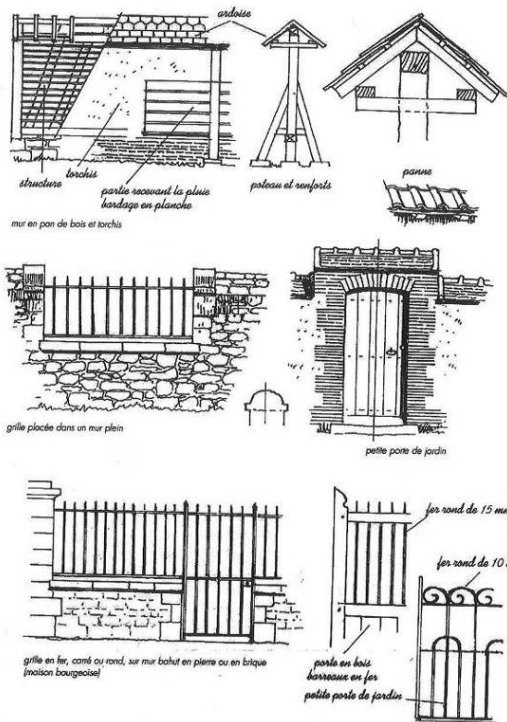 ardoise
structure
torchis
partie recevant la pluie
bardage en planche
poteau et renforts
panne
mur en pan de bois et torchis
grille placée dans un mur plein
petite porte de jardin
fer rond de 15 mm
fer rond de 10
grille en fer, carré ou rond, sur mur bahut en pierre ou en brique
(maison bourgeoise)
porte en bois
barreaux en fer
petite porte de jardin